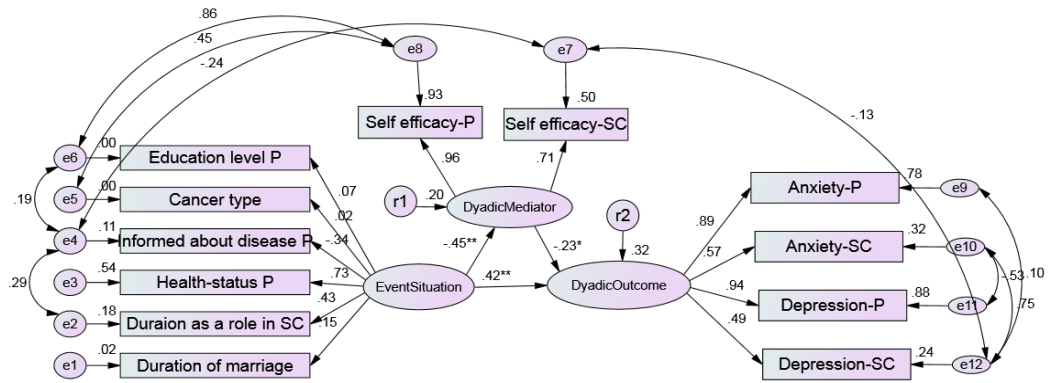 .86
.45
-.24
e8
e7
.93
.50
-.13
Self efficacy-P
Self efficacy-SC
e6
.00
Education level P
.96
.71
e5
.00
Cancer type
.19
.07
.02
r1
.20
DyadicMediator
r2
Anxiety-P
.78
e9
e4
.11
Informed about disease P
-.34
-.45**
-.23*
.32
.89
.57
Anxiety-SC
.32
e10
e3
.54
Health-status P
.73
EventSituation
.42**
DyadicOutcome
-.53
.10
.29
.43
.94
Depression-P
.88
e11
.75
e2
.18
Duraion as a role in SC
.15
.49
e1
.02
Duration of marriage
Depression-SC
.24
e12